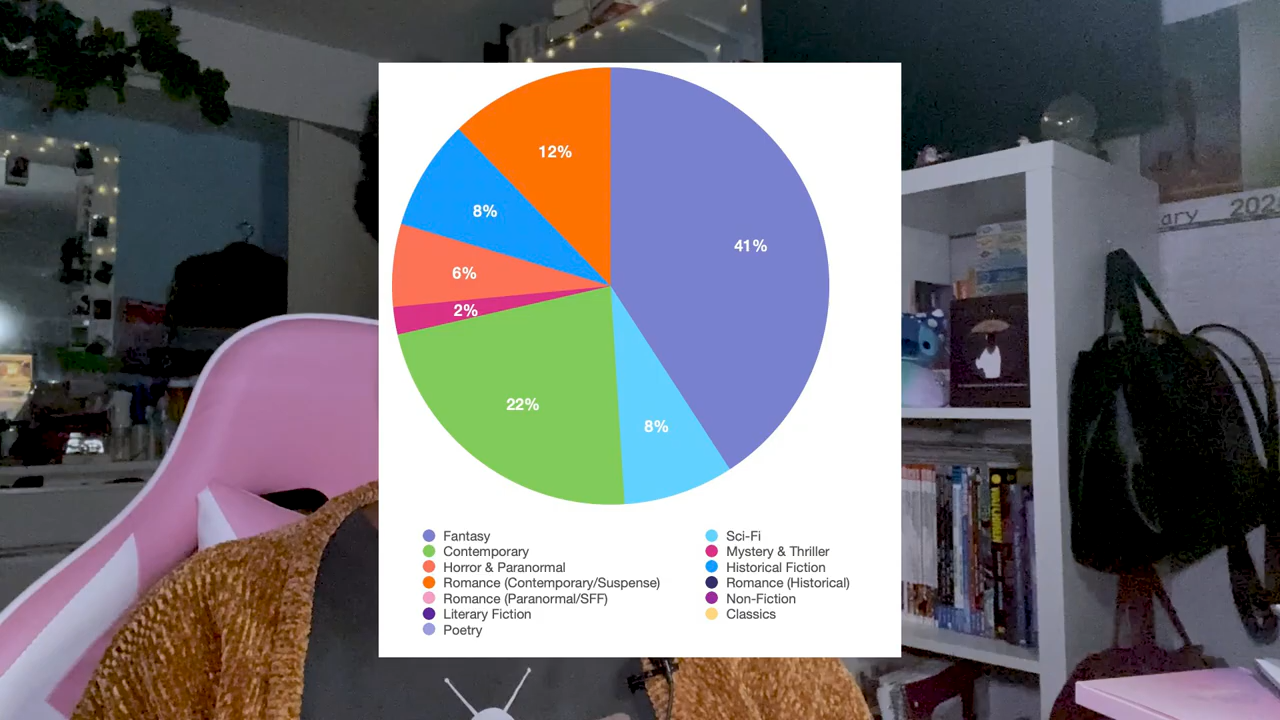 12%
41%
8%
6%
2%
22%
8%
Fantasy
Sci-Fi
Contemporary
Mystery & Thriller
Horror & Paranormal
Historical Fiction
Romance (Contemporary/Suspense)
Romance (Historical)
Romance (Paranormal/SFF)
Non-Fiction
Literary Fiction
Classics
Poetry